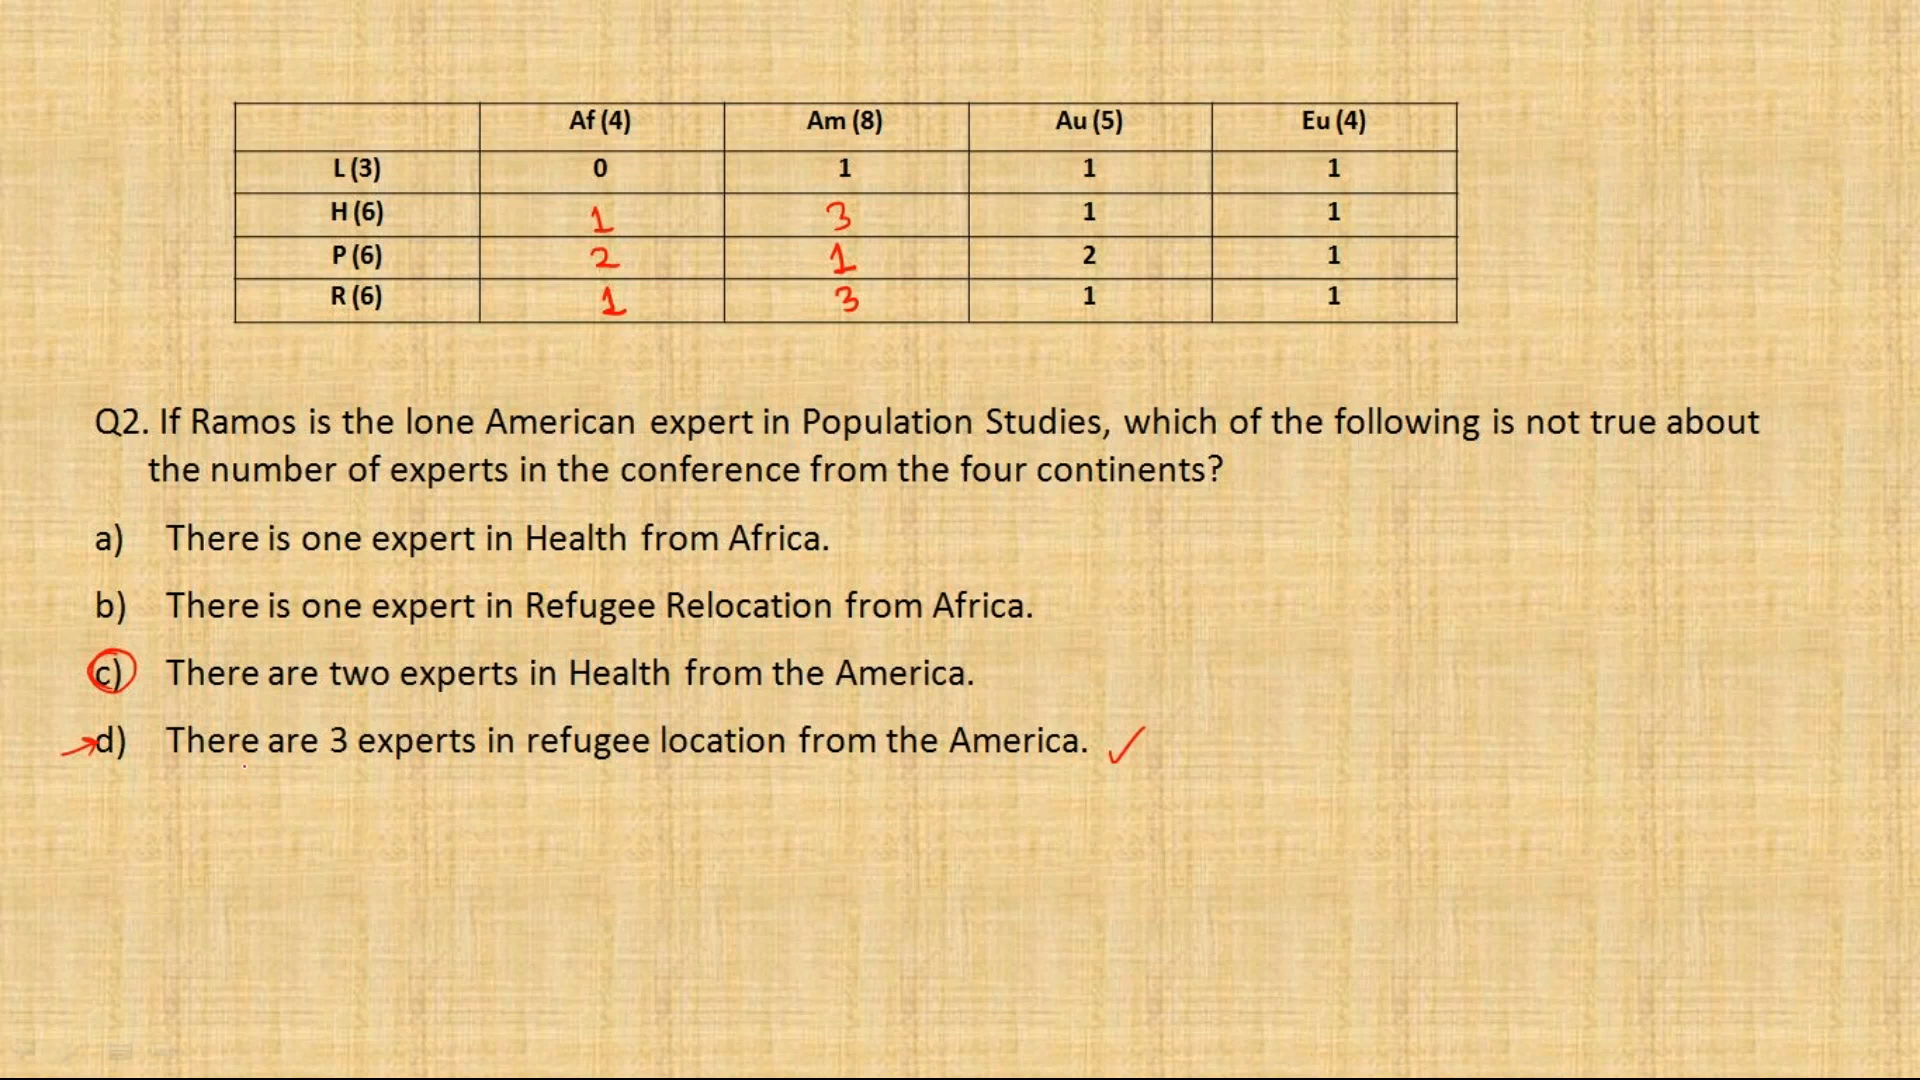 Af (4) Am (8) Au (5) Eu (4)
L (3) 0 1 1 1
H (6) 1 3 1 1
P (6) 2 1 2 1
R (6) 1 3 1 1
Q2. If Ramos is the lone American expert in Population Studies, which of the following is not true about
the number of experts in the conference from the four continents?
a) There is one expert in Health from Africa.
b) There is one expert in Refugee Relocation from Africa.
c) There are two experts in Health from the America.
d) There are 3 experts in refugee location from the America.